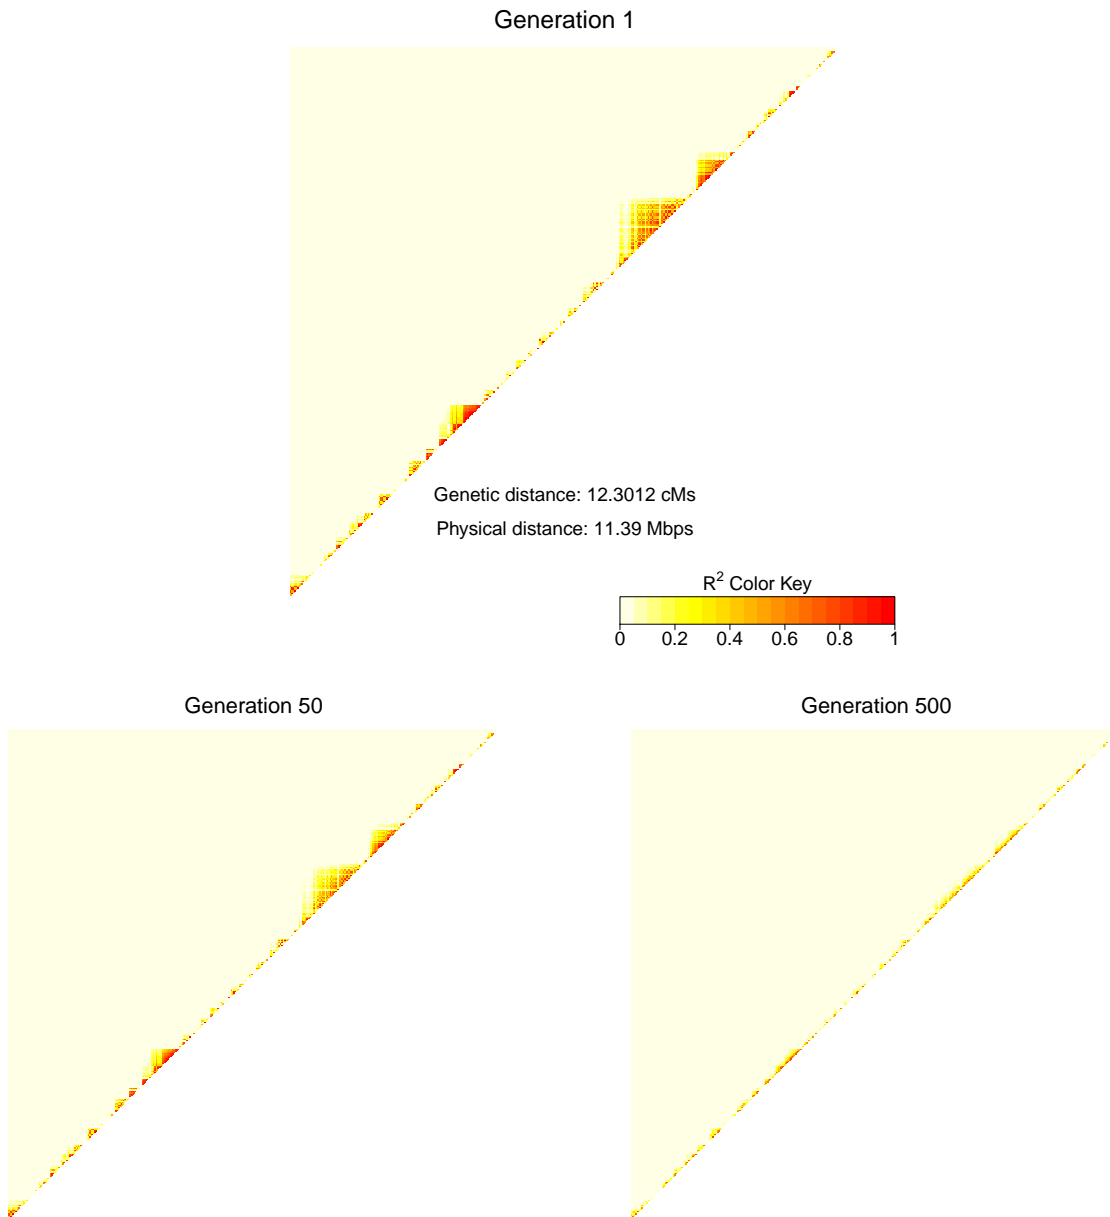 Generation 1
Genetic distance: 12.3012 cMs
Physical distance: 11.39 Mbps
R² Color Key
0 0.2 0.4 0.6 0.8 1
Generation 50
Generation 500